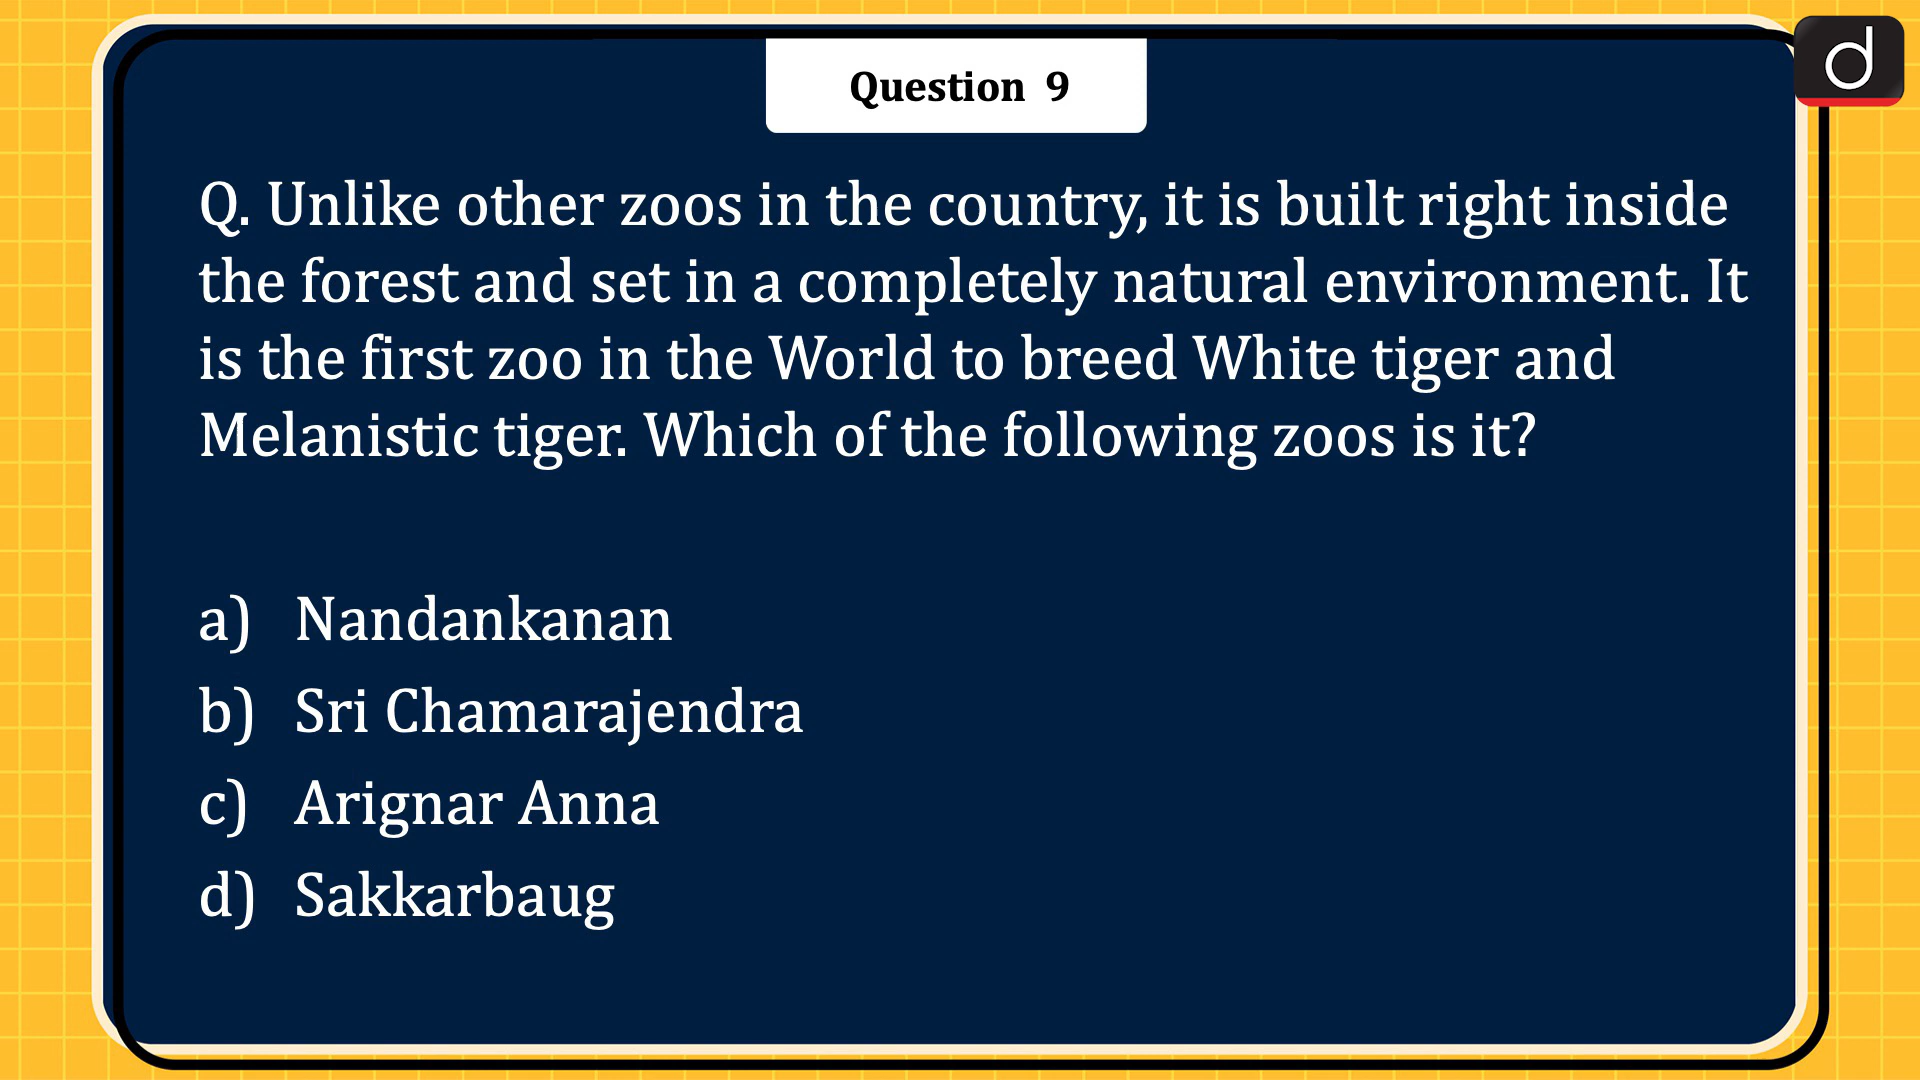 Question 9
d
Q. Unlike other zoos in the country, it is built right inside
the forest and set in a completely natural environment. It
is the first zoo in the World to breed White tiger and
Melanistic tiger. Which of the following zoos is it?
a) Nandankanan
b) Sri Chamarajendra
c) Arignar Anna
d) Sakkarbaug